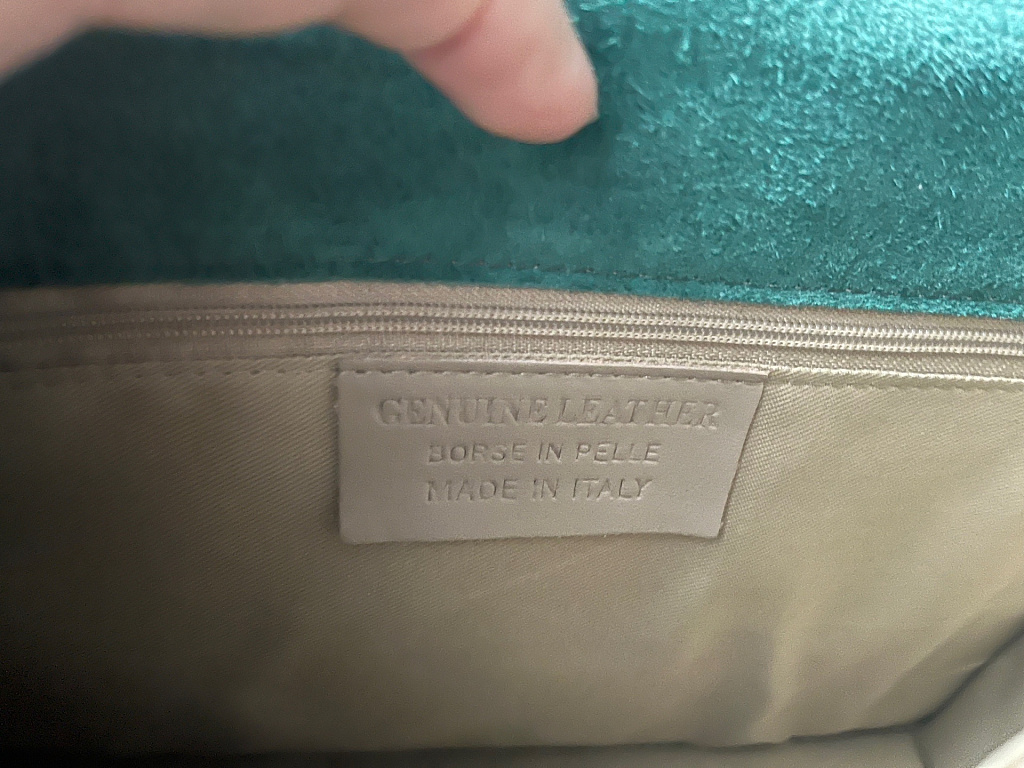 GENUINE LEATHER
BORSE IN PELLE
MADE IN ITALY